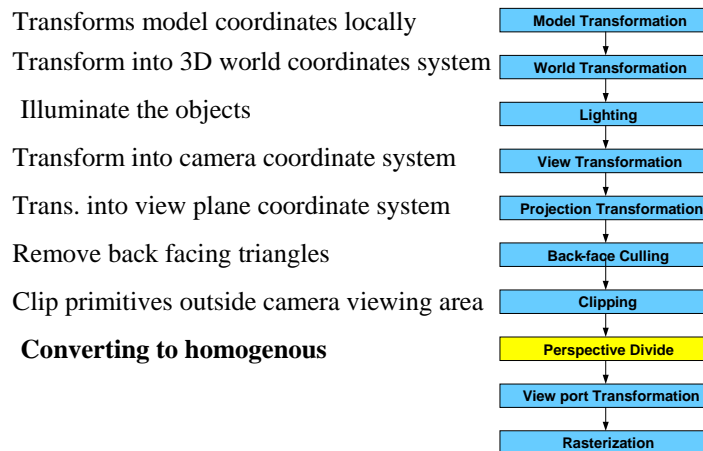 Transforms model coordinates locally
Model Transformation
Transform into 3D world coordinates system
World Transformation
Illuminate the objects
Lighting
Transform into camera coordinate system
View Transformation
Trans. into view plane coordinate system
Projection Transformation
Remove back facing triangles
Back-face Culling
Clip primitives outside camera viewing area
Clipping
Converting to homogenous
Perspective Divide
View port Transformation
Rasterization